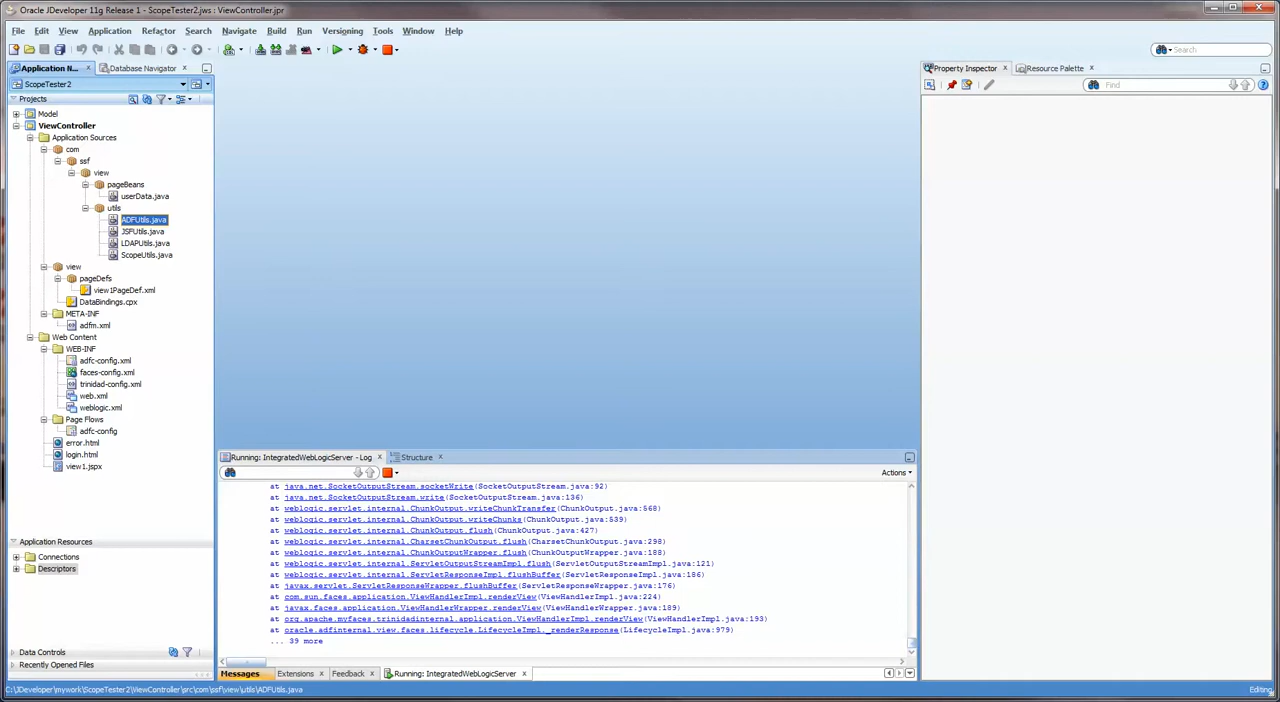 Oracle JDeveloper 11g Release 1 - ScopeTester2.jws : ViewController.jpr
File Edit View Application Refactor Search Navigate Build Run Versioning Tools Window Help
Search
Application N... Database Navigator
ScopeTester2
Projects
Model
ViewController
Application Sources
com
ssf
view
pageBeans
userData.java
utils
ADFUtils.java
JSFUtils.java
LDAPUtils.java
ScopeUtils.java
view
pageDefs
view1PageDef.xml
DataBindings.cpx
META-INF
adfm.xml
Web Content
WEB-INF
adfc-config.xml
faces-config.xml
trinidad-config.xml
web.xml
weblogic.xml
Page Flows
adfc-config
error.html
login.html
view1.jspx
Application Resources
Connections
Descriptors
Data Controls
Recently Opened Files
Property Inspector Resource Palette
Find
Running: IntegratedWebLogicServer - Log Structure
Actions
at java.net.SocketOutputStream.socketWrite(SocketOutputStream.java:92)
at java.net.SocketOutputStream.write(SocketOutputStream.java:136)
at weblogic.servlet.internal.ChunkOutput.writeChunkTransfer(ChunkOutput.java:568)
at weblogic.servlet.internal.ChunkOutput.writeChunks(ChunkOutput.java:539)
at weblogic.servlet.internal.ChunkOutput.flush(ChunkOutput.java:427)
at weblogic.servlet.internal.CharsetChunkOutput.flush(CharsetChunkOutput.java:298)
at weblogic.servlet.internal.ChunkOutputWrapper.flush(ChunkOutputWrapper.java:188)
at weblogic.servlet.internal.ServletOutputStreamImpl.flush(ServletOutputStreamImpl.java:121)
at weblogic.servlet.internal.ServletResponseImpl.flushBuffer(ServletResponseImpl.java:186)
at javax.servlet.ServletResponseWrapper.flushBuffer(ServletResponseWrapper.java:176)
at com.sun.faces.application.ViewHandlerImpl.renderView(ViewHandlerImpl.java:224)
at javax.faces.application.ViewHandlerWrapper.renderView(ViewHandlerWrapper.java:189)
at org.apache.myfaces.trinidadinternal.application.ViewHandlerImpl.renderView(ViewHandlerImpl.java:193)
at oracle.adfinternal.view.faces.lifecycle.LifecycleImpl._renderResponse(LifecycleImpl.java:979)
... 39 more
Messages Extensions Feedback Running: IntegratedWebLogicServer
C:\JDeveloper\mywork\ScopeTester2\ViewController\src\com\ssf\view\utils\ADFUtils.java
Editing